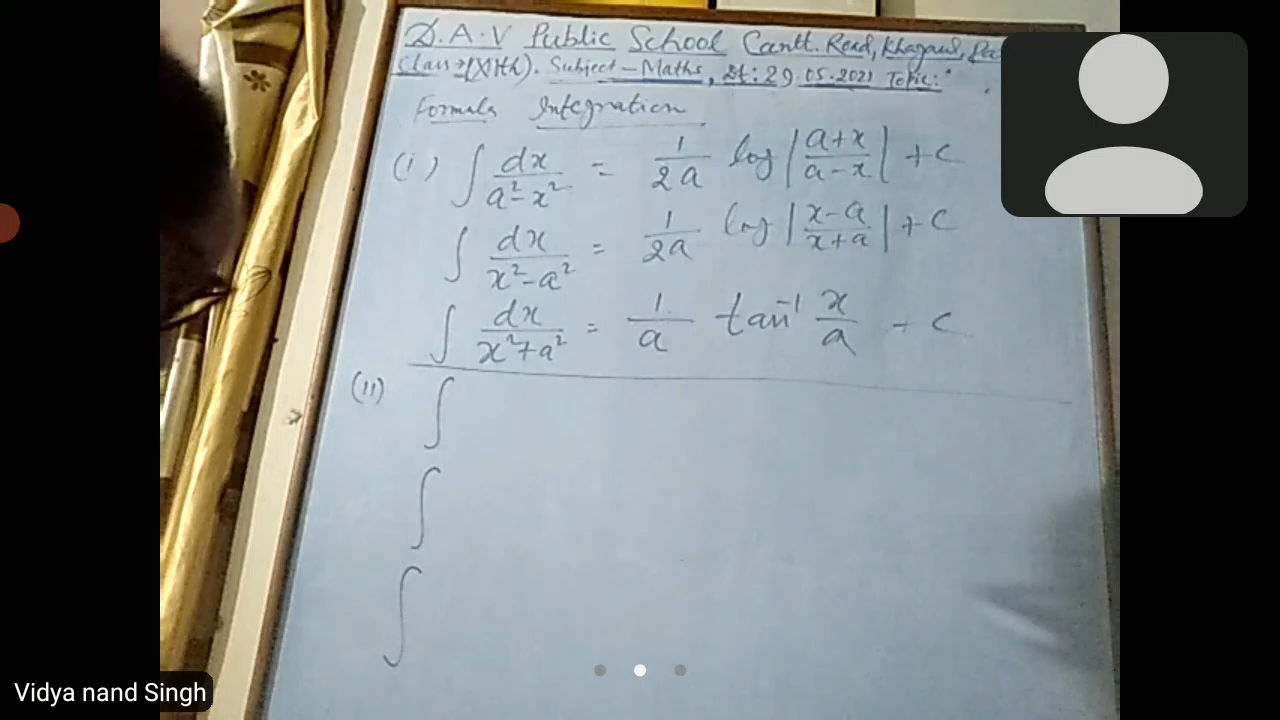 D.A.V Public School Cantt. Road, Khagaul,
Class →(XIIth). Subject - Maths, Dt: 29.05.2021 Topic:
Formula Integration
(i) ∫ dx/(a²-x²) = 1/2a log |(a+x)/(a-x)| + C
∫ dx/(x²-a²) = 1/2a log |(x-a)/(x+a)| + C
∫ dx/(x²+a²) = 1/a tan⁻¹ x/a + C
(ii) ∫
∫
∫
Vidya nand Singh